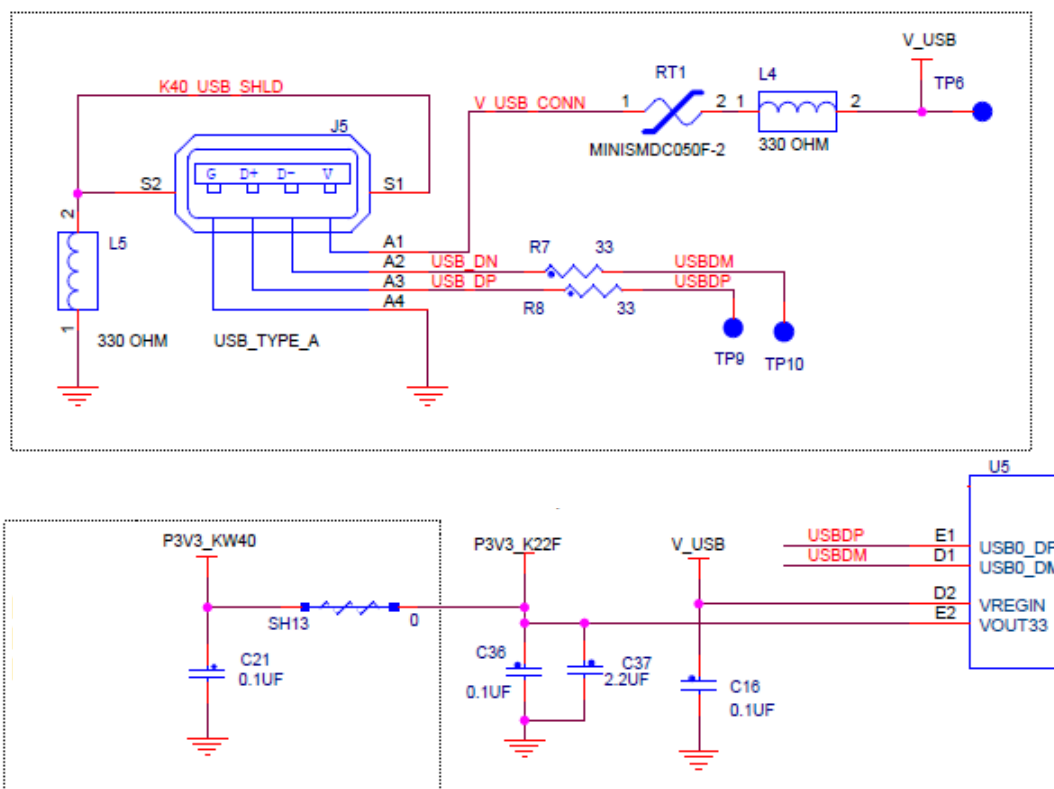 V_USB
K40_USB_SHLD
RT1
L4
TP6
V_USB_CONN
1
2
1
2
J5
MINISMDC050F-2
330 OHM
G D+ D- V
S2
S1
2
L5
A1
R7
33
A2
USB_DN
USBDM
A3
USB_DP
USBDP
A4
R8
33
1
330 OHM
USB_TYPE_A
TP9
TP10
U5
P3V3_KW40
P3V3_K22F
V_USB
USBDP
E1
USB0_DP
USBDM
D1
USB0_DM
D2
VREGIN
SH13
0
E2
VOUT33
C21
0.1UF
C36
0.1UF
C37
2.2UF
C16
0.1UF